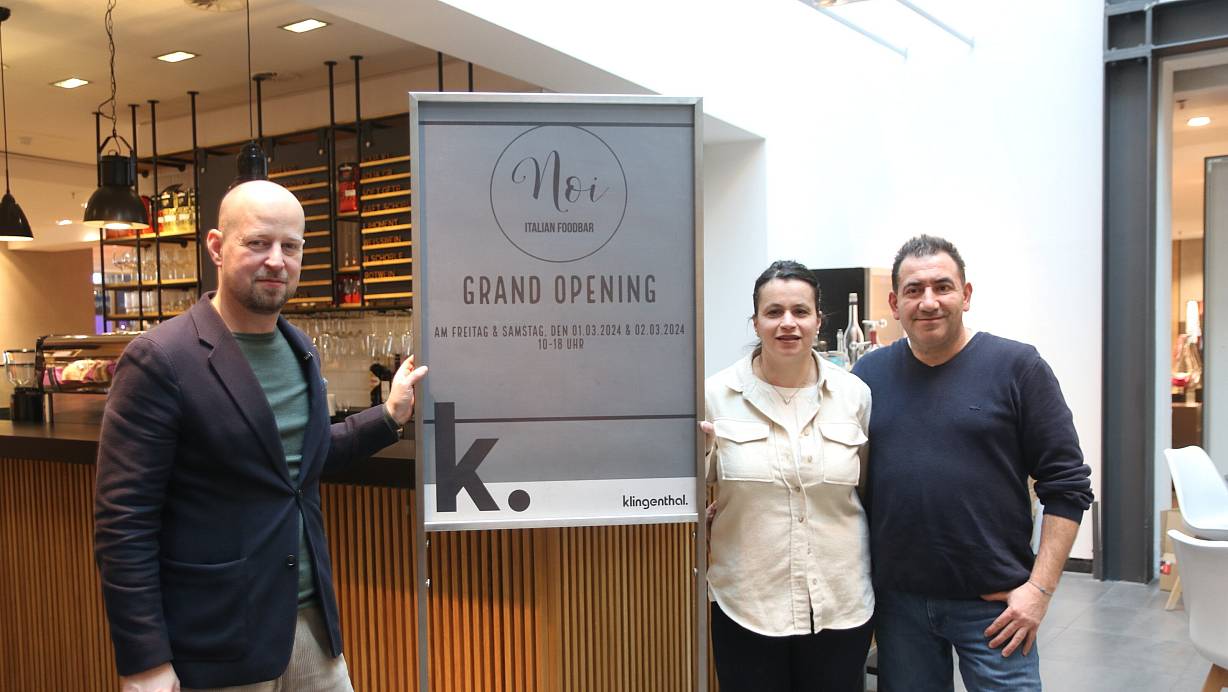 Noi
ITALIAN FOODBAR
GRAND OPENING
AM FREITAG & SAMSTAG, DEN 01.03.2024 & 02.03.2024
10-18 UHR
k.
klingenthal.
ROTWEIN